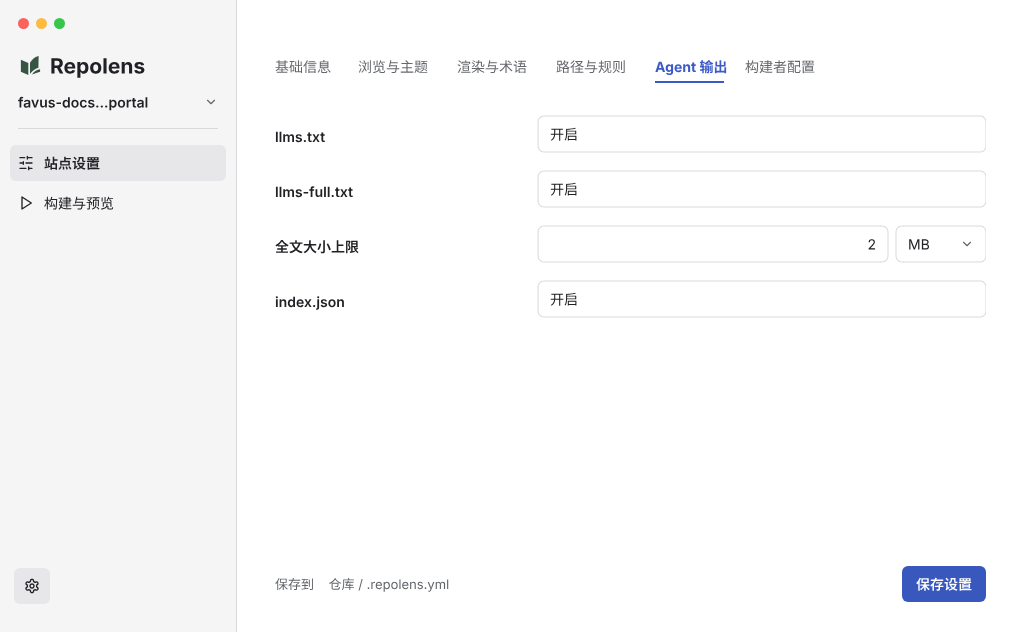 Repolens
favus-docs...portal
站点设置
构建与预览
基础信息 浏览与主题 渲染与术语 路径与规则 Agent 输出 构建者配置
llms.txt 开启
llms-full.txt 开启
全文大小上限 2 MB
index.json 开启
保存到 仓库 / .repolens.yml 保存设置